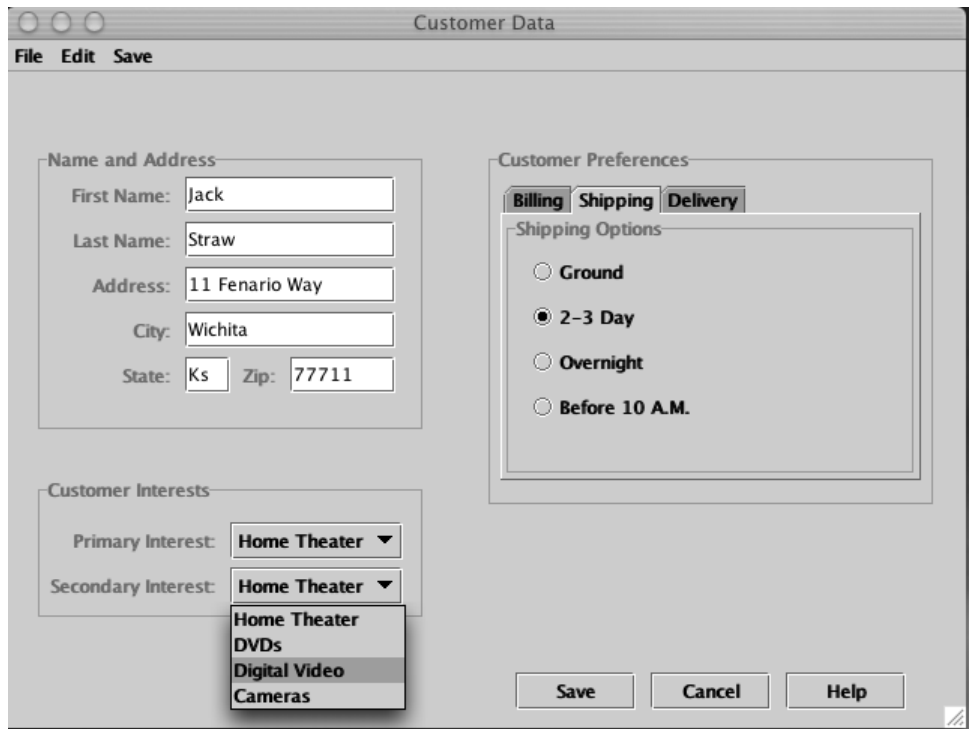 Customer Data
File Edit Save
Name and Address
First Name: Jack
Last Name: Straw
Address: 11 Fenario Way
City: Wichita
State: Ks Zip: 77711
Customer Preferences
Billing Shipping Delivery
Shipping Options
Ground
2-3 Day
Overnight
Before 10 A.M.
Customer Interests
Primary Interest: Home Theater
Secondary Interest: Home Theater
Home Theater
DVDs
Digital Video
Cameras
Save Cancel Help